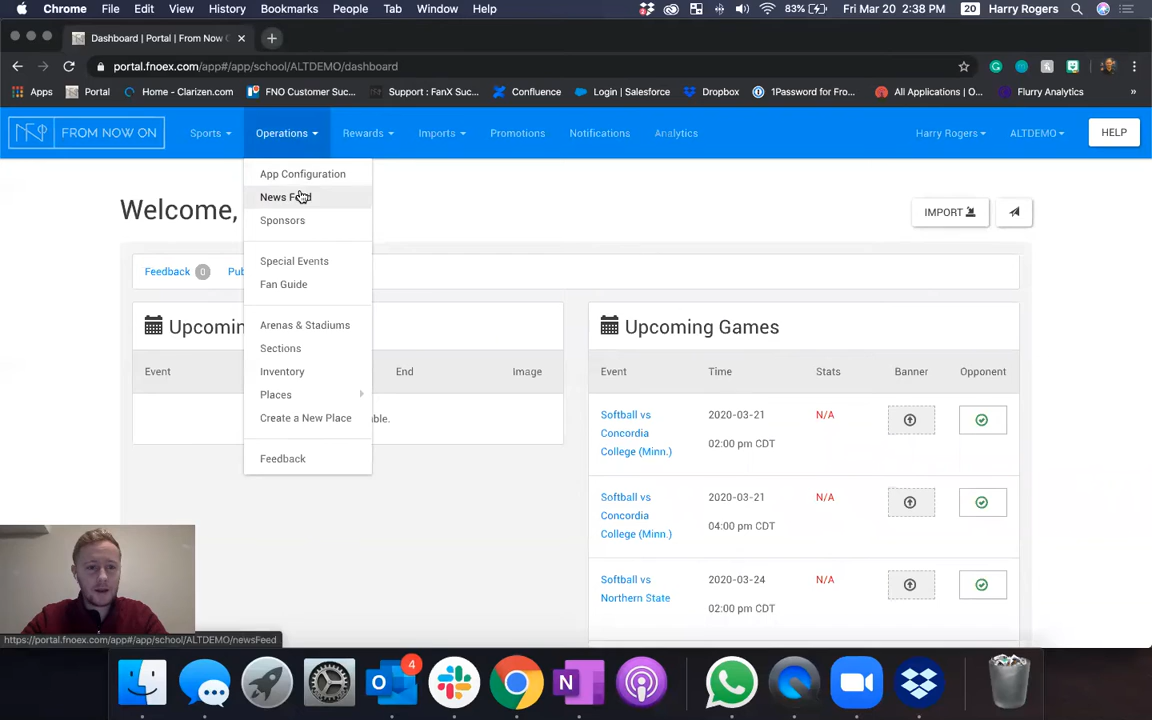 Chrome File Edit View History Bookmarks People Tab Window Help 83% Fri Mar 20 2:38 PM 20 Harry Rogers
Dashboard | Portal | From Now
portal.fnoex.com/app#/app/school/ALTDEMO/dashboard
Apps Portal Home - Clarizen.com FNO Customer Suc... Support : FanX Succ... Confluence Login | Salesforce Dropbox 1Password for Fro... All Applications | O... Flurry Analytics »
FROM NOW ON Sports Operations Rewards Imports Promotions Notifications Analytics Harry Rogers ALTDEMO HELP
App Configuration
News Feed
Sponsors
Special Events
Fan Guide
Arenas & Stadiums
Sections
Inventory
Places
Create a New Place
Feedback
Welcome,
IMPORT
Feedback 0 Pub
Upcoming
Event End Image
ble.
Upcoming Games
Event Time Stats Banner Opponent
Softball vs
Concordia
College (Minn.)
2020-03-21
02:00 pm CDT
N/A
Softball vs
Concordia
College (Minn.)
2020-03-21
04:00 pm CDT
N/A
Softball vs
Northern State
2020-03-24
02:00 pm CDT
N/A
https://portal.fnoex.com/app#/app/school/ALTDEMO/newsFeed
4